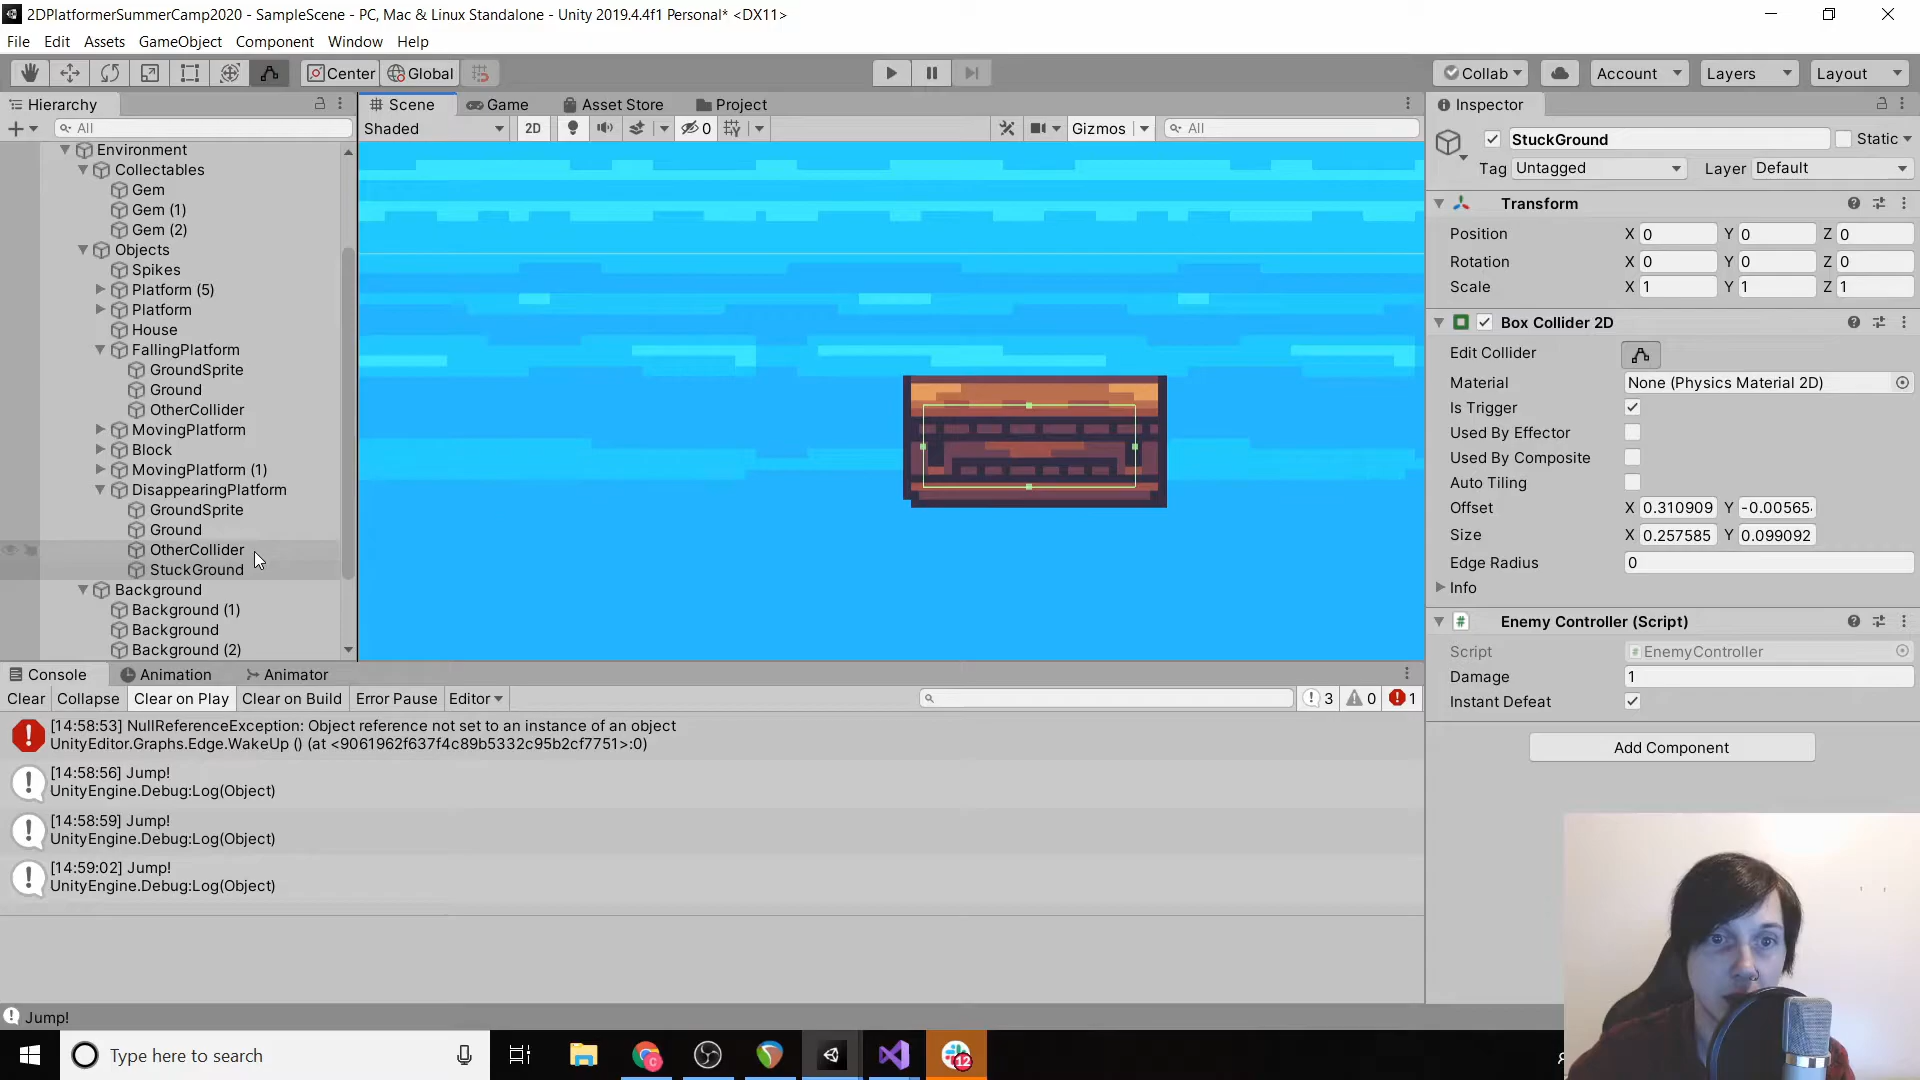 2DPlatformerSummerCamp2020 - SampleScene - PC, Mac & Linux Standalone - Unity 2019.4.4f1 Personal* <DX11>
File Edit Assets GameObject Component Window Help
Center Global Collab Account Layers Layout
Hierarchy
All
Environment
Collectables
Gem
Gem (1)
Gem (2)
Objects
Spikes
Platform (5)
Platform
House
FallingPlatform
GroundSprite
Ground
OtherCollider
MovingPlatform
Block
MovingPlatform (1)
DisappearingPlatform
GroundSprite
Ground
OtherCollider
StuckGround
Background
Background (1)
Background
Background (2)
Scene Game Asset Store Project
Shaded 2D 0 Gizmos All
Inspector
StuckGround Static
Tag Untagged Layer Default
Transform
Position X 0 Y 0 Z 0
Rotation X 0 Y 0 Z 0
Scale X 1 Y 1 Z 1
Box Collider 2D
Edit Collider
Material None (Physics Material 2D)
Is Trigger
Used By Effector
Used By Composite
Auto Tiling
Offset X 0.310909 Y -0.00565
Size X 0.257585 Y 0.099092
Edge Radius 0
Info
Enemy Controller (Script)
Script EnemyController
Damage 1
Instant Defeat
Add Component
Console Animation Animator
Clear Collapse Clear on Play Clear on Build Error Pause Editor 3 0 1
[14:58:53] NullReferenceException: Object reference not set to an instance of an object
UnityEditor.Graphs.Edge.WakeUp () (at <9061962f637f4c89b5332c95b2cf7751>:0)
[14:58:56] Jump!
UnityEngine.Debug:Log(Object)
[14:58:59] Jump!
UnityEngine.Debug:Log(Object)
[14:59:02] Jump!
UnityEngine.Debug:Log(Object)
Jump!
Type here to search
12